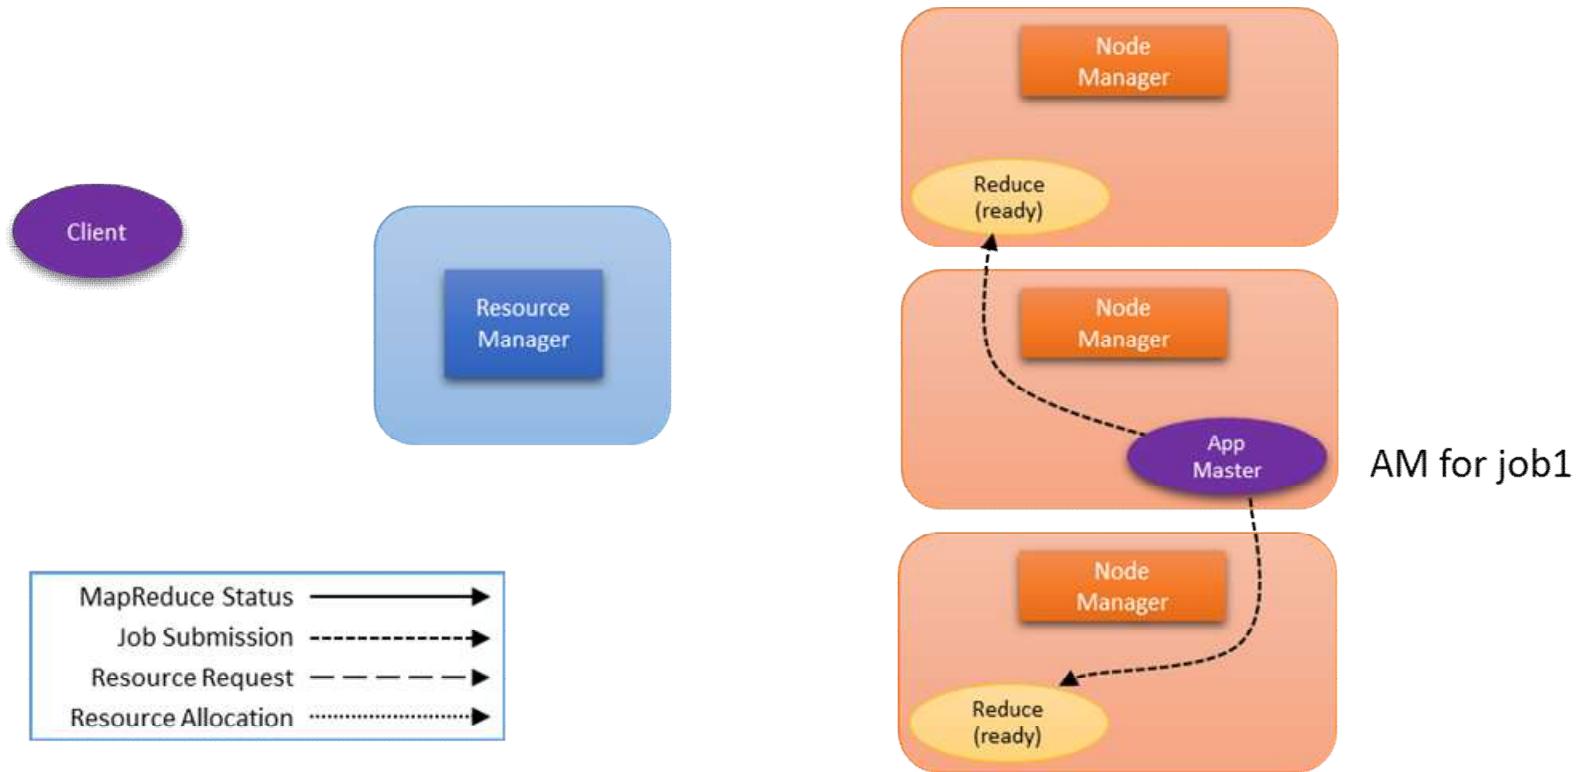 Node
Manager
Reduce
(ready)
Client
Resource
Manager
Node
Manager
App
Master
AM for job1
Node
Manager
Reduce
(ready)
MapReduce Status
Job Submission
Resource Request
Resource Allocation